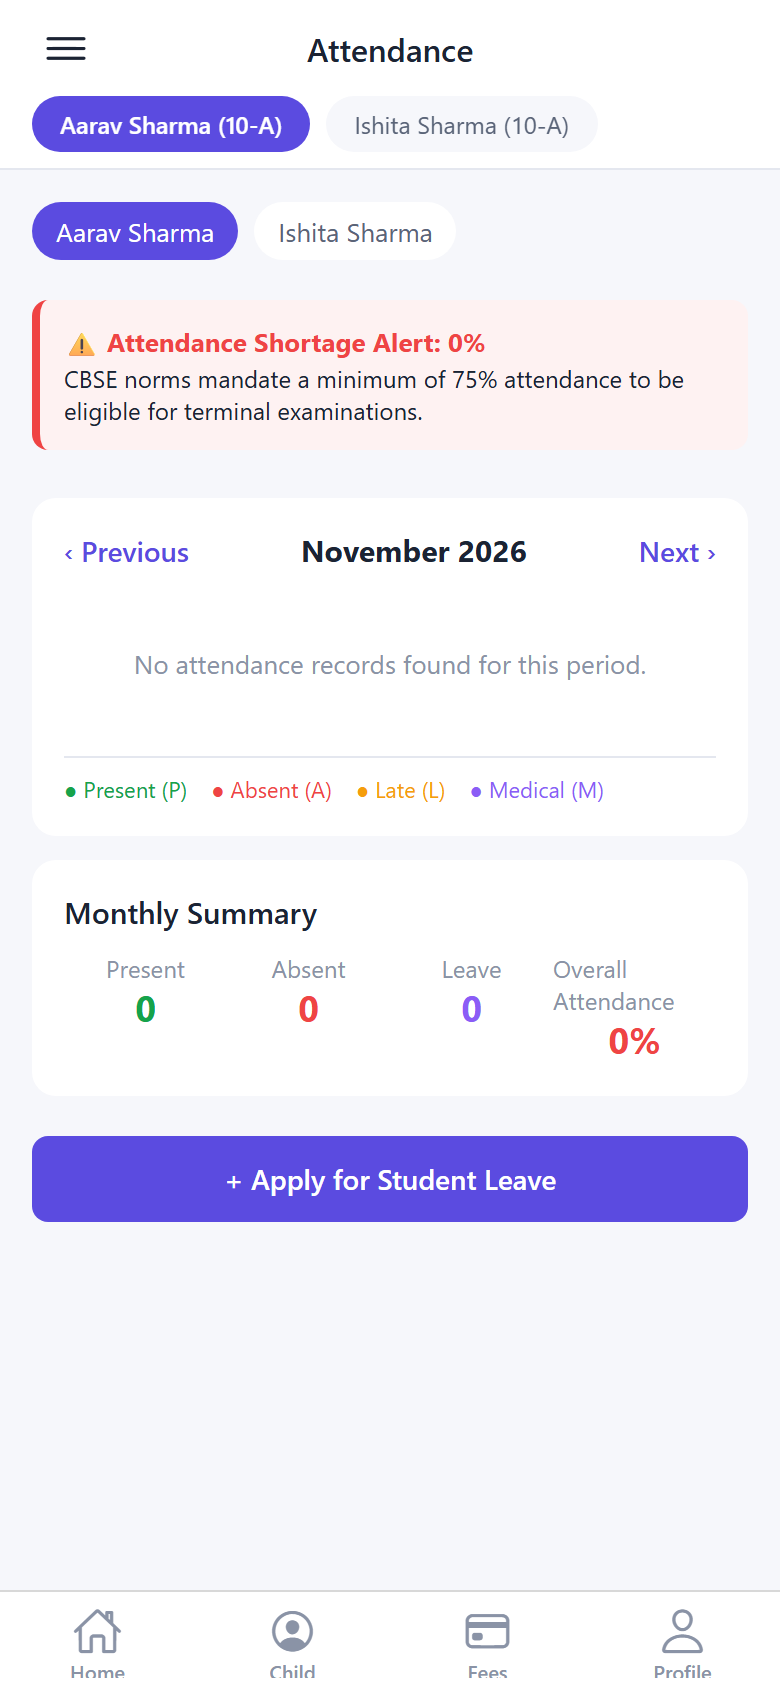 Attendance
Aarav Sharma (10-A)
Ishita Sharma (10-A)
Aarav Sharma
Ishita Sharma
⚠️ Attendance Shortage Alert: 0%
CBSE norms mandate a minimum of 75% attendance to be
eligible for terminal examinations.
‹ Previous
November 2026
Next ›
No attendance records found for this period.
● Present (P)
● Absent (A)
● Late (L)
● Medical (M)
Monthly Summary
Present
0
Absent
0
Leave
0
Overall
Attendance
0%
+ Apply for Student Leave
Home
Child
Fees
Profile